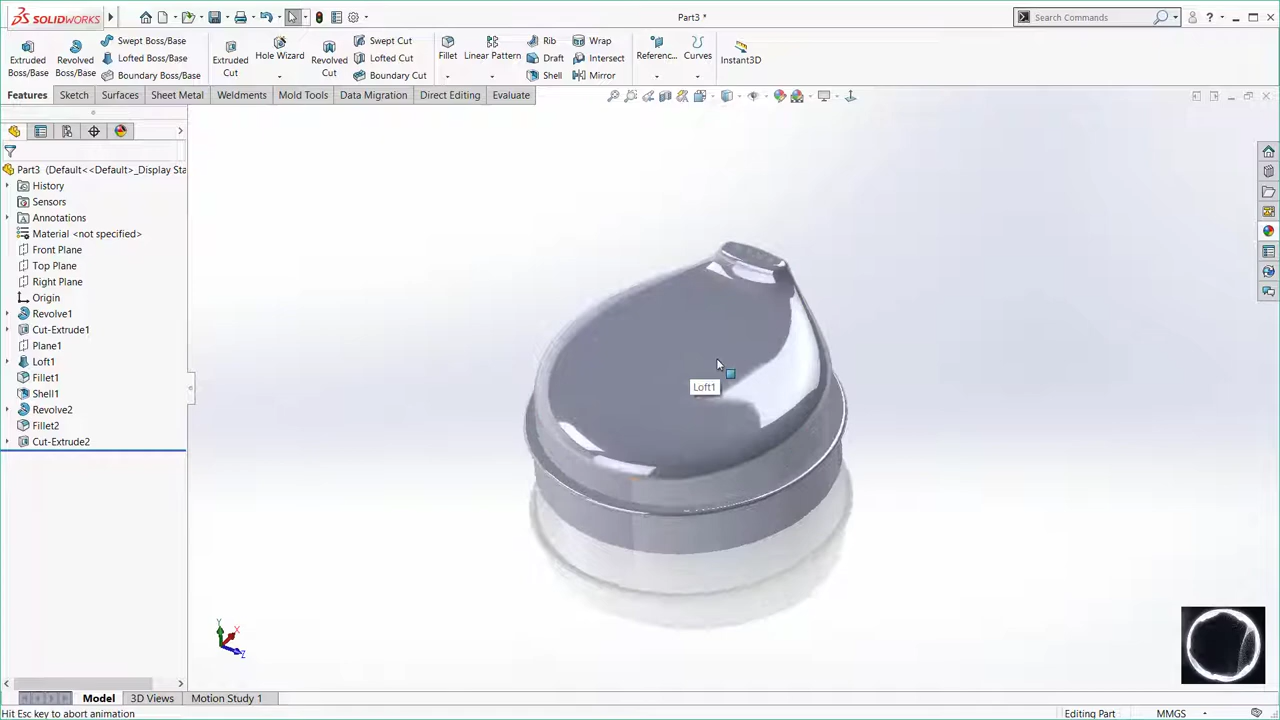 SOLIDWORKS
Part3 *
Search Commands
?
Extruded Boss/Base
Revolved Boss/Base
Swept Boss/Base
Lofted Boss/Base
Boundary Boss/Base
Extruded Cut
Hole Wizard
Revolved Cut
Swept Cut
Lofted Cut
Boundary Cut
Fillet
Linear Pattern
Rib
Draft
Shell
Wrap
Intersect
Mirror
Referenc...
Curves
Instant3D
Features
Sketch
Surfaces
Sheet Metal
Weldments
Mold Tools
Data Migration
Direct Editing
Evaluate
Part3 (Default<<Default>_Display Sta
History
Sensors
Annotations
Material <not specified>
Front Plane
Top Plane
Right Plane
Origin
Revolve1
Cut-Extrude1
Plane1
Loft1
Fillet1
Shell1
Revolve2
Fillet2
Cut-Extrude2
Loft1
Y
X
Z
Model
3D Views
Motion Study 1
Hit Esc key to abort animation
Editing Part
MMGS